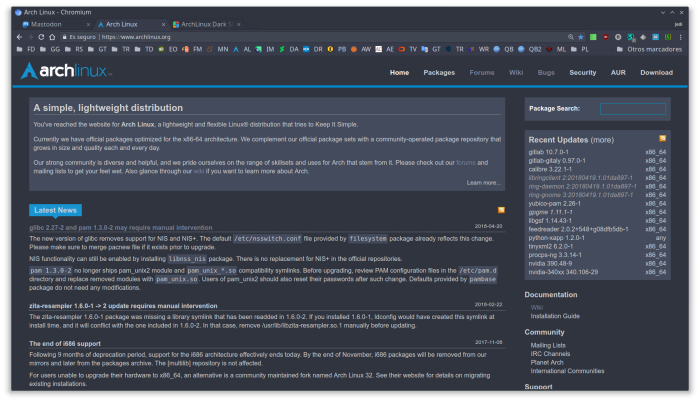 Arch Linux - Chromium
Mastodon
Arch Linux
ArchLinux Dark S
jedi
Es seguro | https://www.archlinux.org
FD GG RS GT TR TD EO FM MN AL IM DA DR PB AW AE TV GT TR WR QB QB2 ML PL Otros marcadores
archlinux
Home Packages Forums Wiki Bugs Security AUR Download
A simple, lightweight distribution
You've reached the website for Arch Linux, a lightweight and flexible Linux® distribution that tries to Keep It Simple.
Currently we have official packages optimized for the x86-64 architecture. We complement our official package sets with a community-operated package repository that
grows in size and quality each and every day.
Our strong community is diverse and helpful, and we pride ourselves on the range of skillsets and uses for Arch that stem from it. Please check out our forums and
mailing lists to get your feet wet. Also glance through our wiki if you want to learn more about Arch.
Learn more...
Latest News
glibc 2.27-2 and pam 1.3.0-2 may require manual intervention 2018-04-20
The new version of glibc removes support for NIS and NIS+. The default /etc/nsswitch.conf file provided by filesystem package already reflects this change.
Please make sure to merge pacnew file if it exists prior to upgrade.
NIS functionality can still be enabled by installing libnss_nis package. There is no replacement for NIS+ in the official repositories.
pam 1.3.0-2 no longer ships pam_unix2 module and pam_unix_*.so compatibility symlinks. Before upgrading, review PAM configuration files in the /etc/pam.d
directory and replace removed modules with pam_unix.so. Users of pam_unix2 should also reset their passwords after such change. Defaults provided by pambase
package do not need any modifications.
zita-resampler 1.6.0-1 -> 2 update requires manual intervention 2018-02-22
The zita-resampler 1.6.0-1 package was missing a library symlink that has been readded in 1.6.0-2. If you installed 1.6.0-1, ldconfig would have created this symlink at
install time, and it will conflict with the one included in 1.6.0-2. In that case, remove /usr/lib/libzita-resampler.so.1 manually before updating.
The end of i686 support 2017-11-08
Following 9 months of deprecation period, support for the i686 architecture effectively ends today. By the end of November, i686 packages will be removed from our
mirrors and later from the packages archive. The [multilib] repository is not affected.
For users unable to upgrade their hardware to x86_64, an alternative is a community maintained fork named Arch Linux 32. See their website for details on migrating
existing installations.
Package Search:
Recent Updates (more)
gitlab 10.7.0-1 x86_64
gitlab-gitaly 0.97.0-1 x86_64
calibre 3.22.1-1 x86_64
libringclient 2:20180419.1.01da897-1 x86_64
ring-daemon 2:20180419.1.01da897-1 x86_64
ring-gnome 3:20180419.1.01da897-1 x86_64
yubico-pam 2.26-1 x86_64
gpgme 1.11.1-1 x86_64
libgsf 1.14.43-1 x86_64
feedreader 2.0.2+548+g08dfb5db-1 x86_64
python-xapp 1.2.0-1 any
tinyxml2 6.2.0-1 x86_64
procps-ng 3.3.14-1 x86_64
nvidia 390.48-9 x86_64
nvidia-340xx 340.106-29 x86_64
Documentation
Wiki
Installation Guide
Community
Mailing Lists
IRC Channels
Planet Arch
International Communities
Support